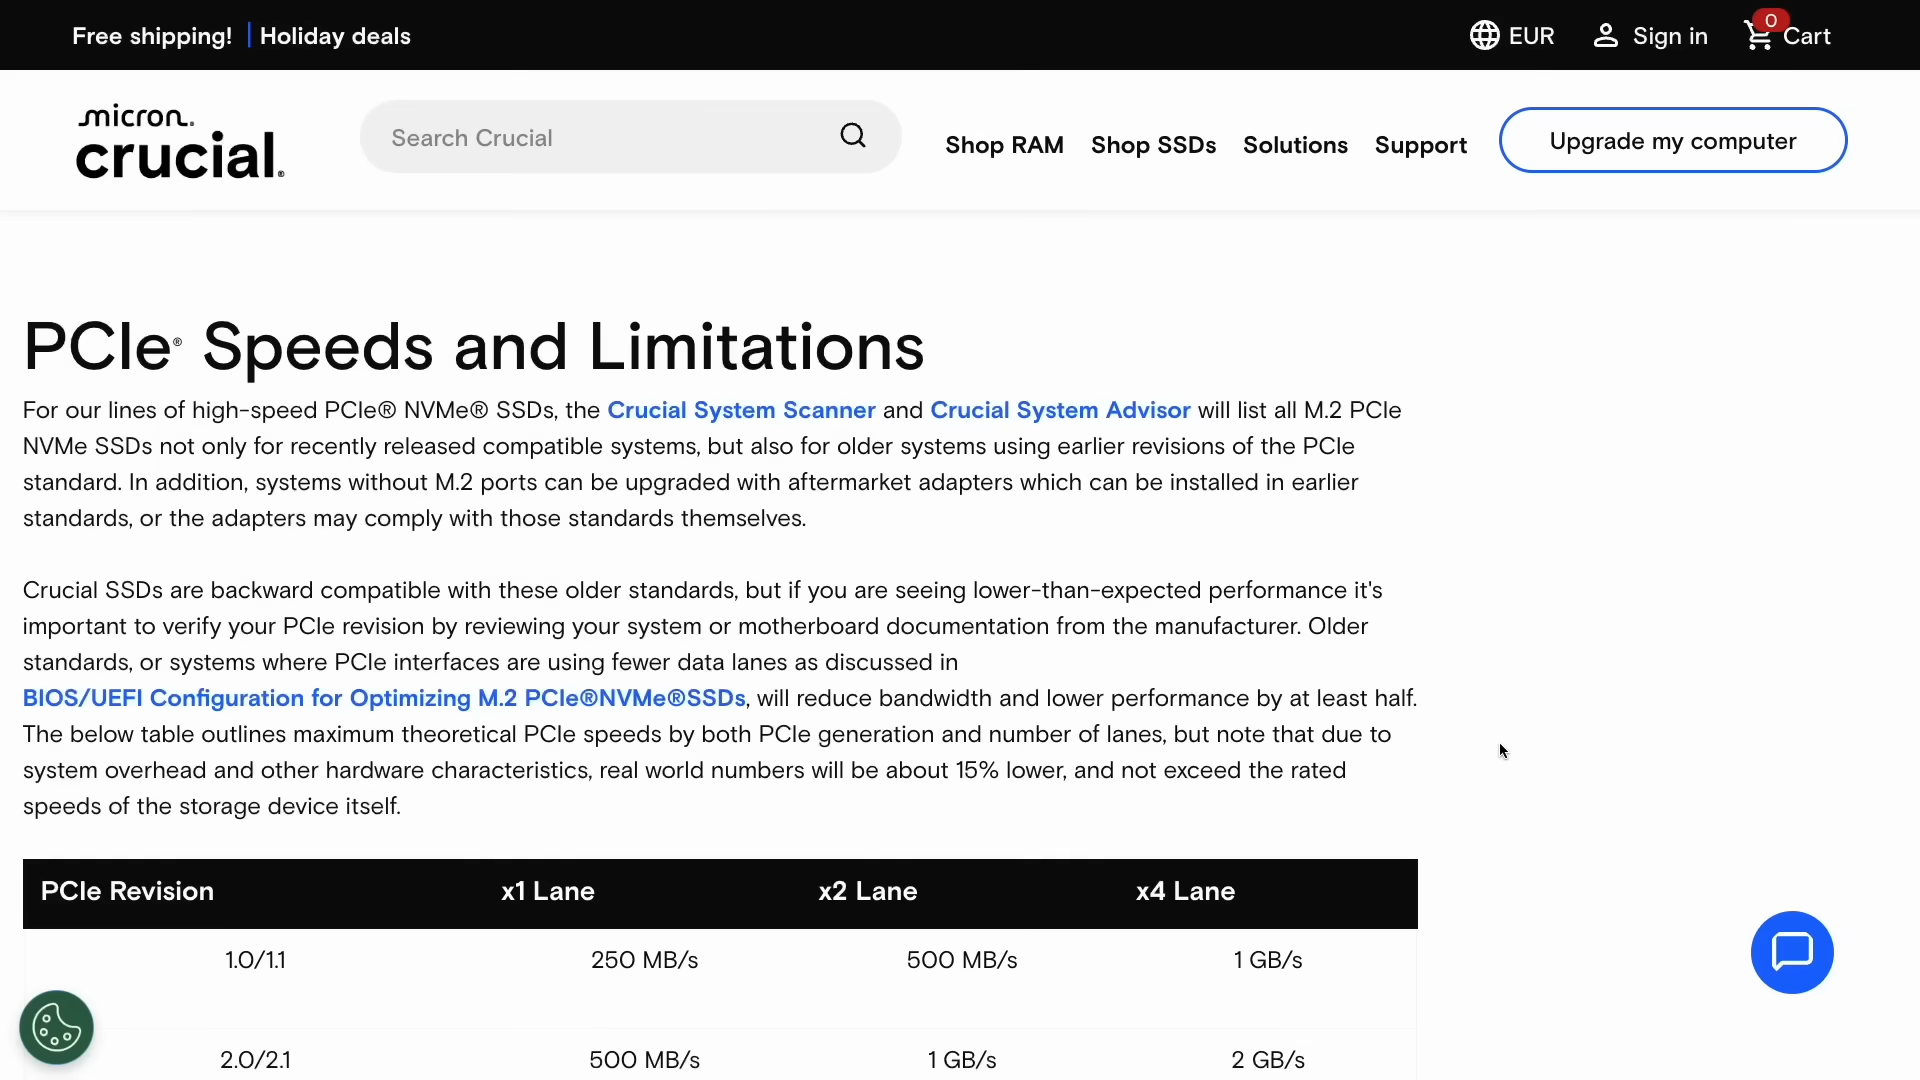 Free shipping! | Holiday deals
EUR
Sign in
0
Cart
micron.
crucial.®
Search Crucial
Shop RAM
Shop SSDs
Solutions
Support
Upgrade my computer
PCIe® Speeds and Limitations
For our lines of high-speed PCIe® NVMe® SSDs, the Crucial System Scanner and Crucial System Advisor will list all M.2 PCIe
NVMe SSDs not only for recently released compatible systems, but also for older systems using earlier revisions of the PCIe
standard. In addition, systems without M.2 ports can be upgraded with aftermarket adapters which can be installed in earlier
standards, or the adapters may comply with those standards themselves.
Crucial SSDs are backward compatible with these older standards, but if you are seeing lower-than-expected performance it's
important to verify your PCIe revision by reviewing your system or motherboard documentation from the manufacturer. Older
standards, or systems where PCIe interfaces are using fewer data lanes as discussed in
BIOS/UEFI Configuration for Optimizing M.2 PCIe®NVMe®SSDs, will reduce bandwidth and lower performance by at least half.
The below table outlines maximum theoretical PCIe speeds by both PCIe generation and number of lanes, but note that due to
system overhead and other hardware characteristics, real world numbers will be about 15% lower, and not exceed the rated
speeds of the storage device itself.
PCIe Revision x1 Lane x2 Lane x4 Lane
1.0/1.1 250 MB/s 500 MB/s 1 GB/s
2.0/2.1 500 MB/s 1 GB/s 2 GB/s